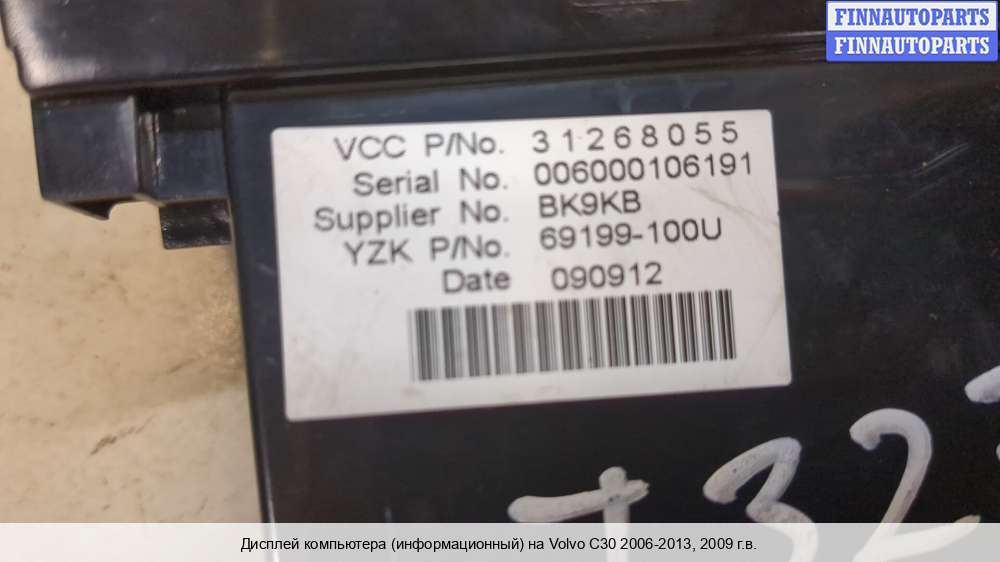 FINNAUTOPARTS
FINNAUTOPARTS
VCC P/No. 31268055
Serial No. 006000106191
Supplier No. BK9KB
YZK P/No. 69199-100U
Date 090912
Дисплей компьютера (информационный) на Volvo C30 2006-2013, 2009 г.в.